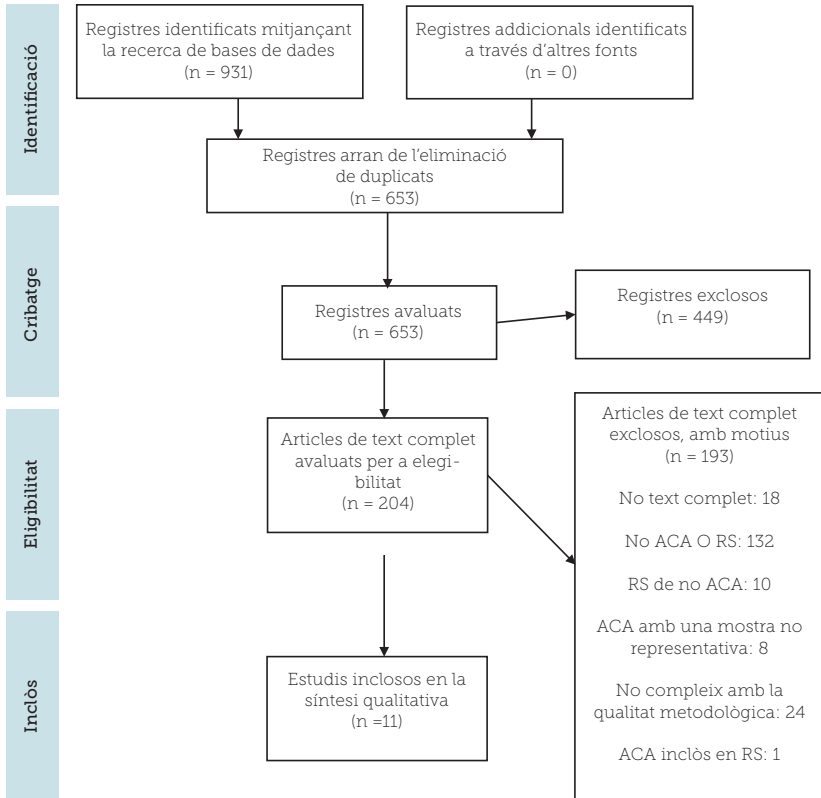 Identificació
Registres identificats mitjançant
la recerca de bases de dades
(n = 931)
Registres addicionals identificats
a través d’altres fonts
(n = 0)
Registres arran de l’eliminació
de duplicats
(n = 653)
Cribatge
Registres avaluats
(n = 653)
Registres exclosos
(n = 449)
Eligibilitat
Articles de text complet
avaluats per a elegi-
bilitat
(n = 204)
Articles de text complet
exclosos, amb motius
(n = 193)
No text complet: 18
No ACA O RS: 132
RS de no ACA: 10
ACA amb una mostra no
representativa: 8
No compleix amb la
qualitat metodològica: 24
ACA inclòs en RS: 1
Inclòs
Estudis inclosos en la
síntesi qualitativa
(n =11)